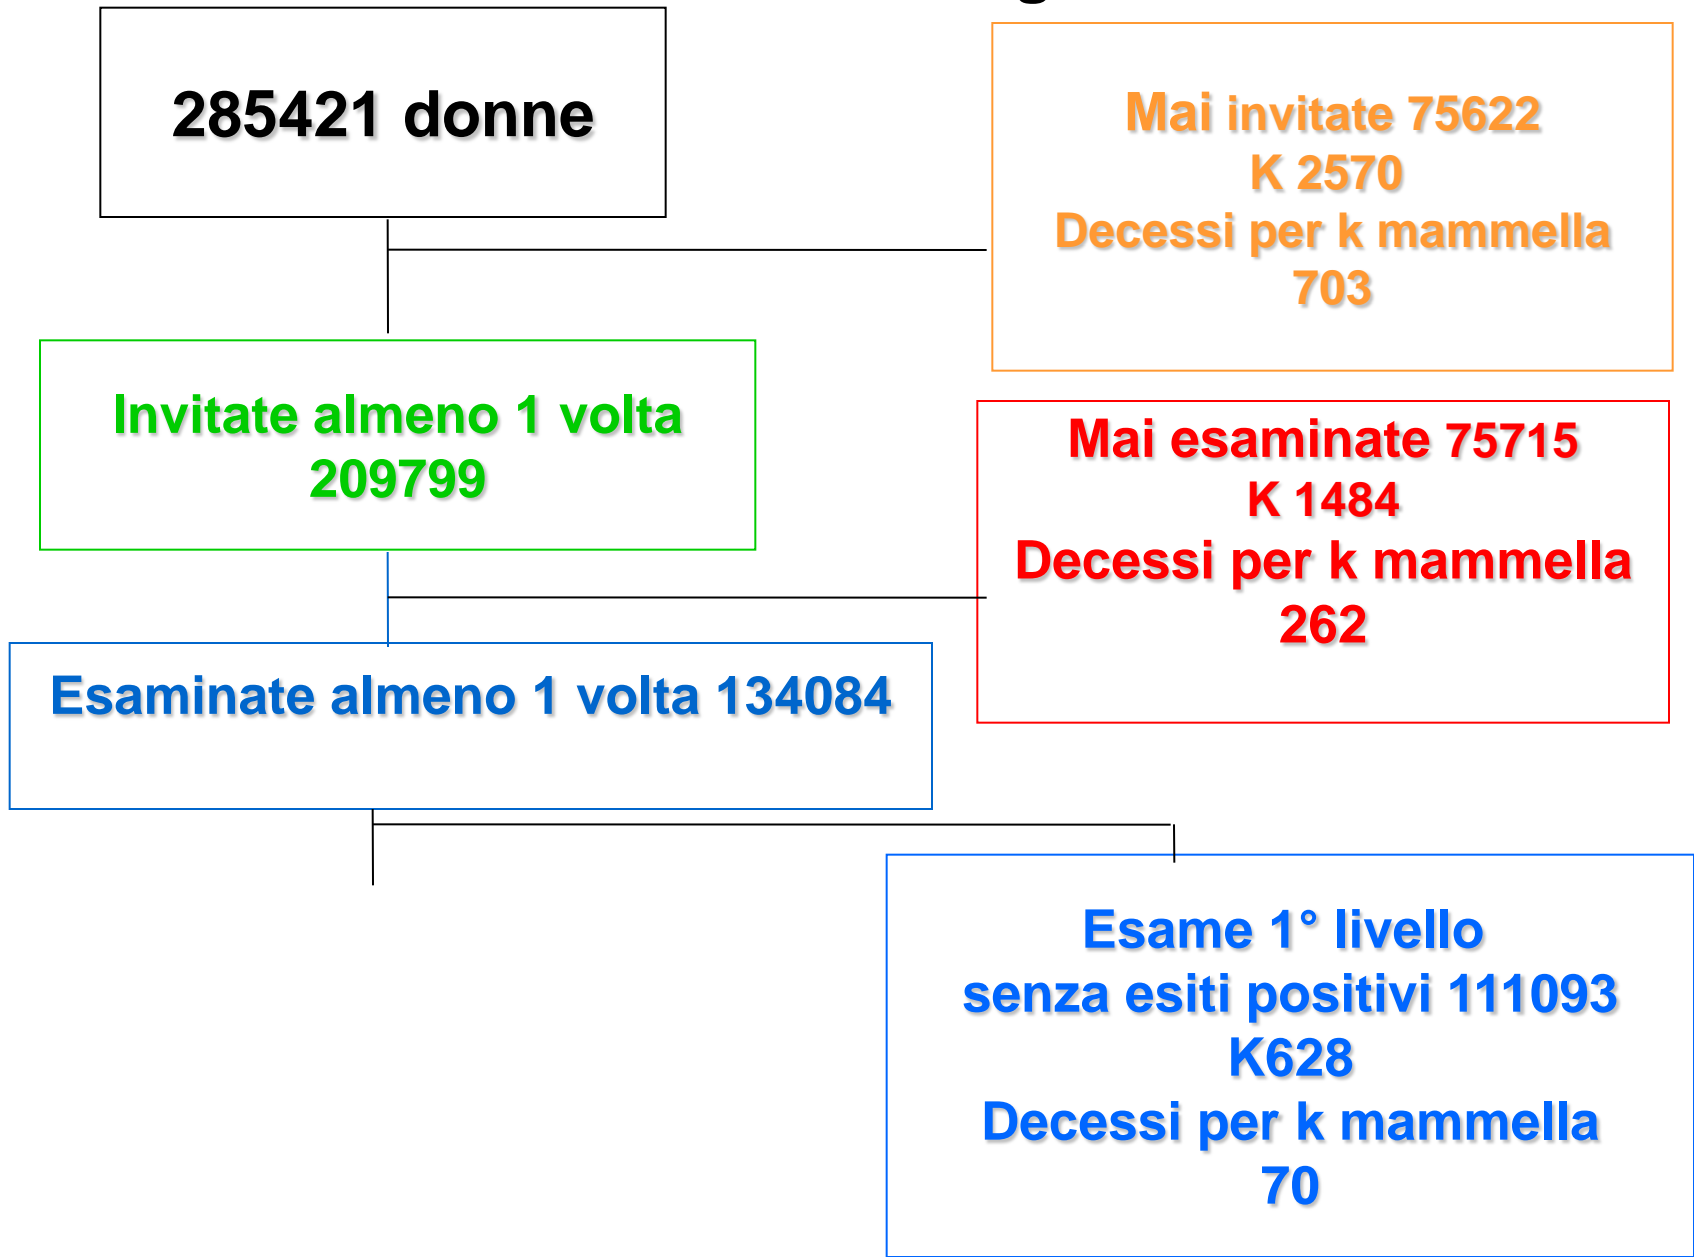 285421 donne
Mai invitate 75622
K 2570
Decessi per k mammella
703
Invitate almeno 1 volta
209799
Mai esaminate 75715
K 1484
Decessi per k mammella
262
Esaminate almeno 1 volta 134084
Esame 1° livello
senza esiti positivi 111093
K628
Decessi per k mammella
70